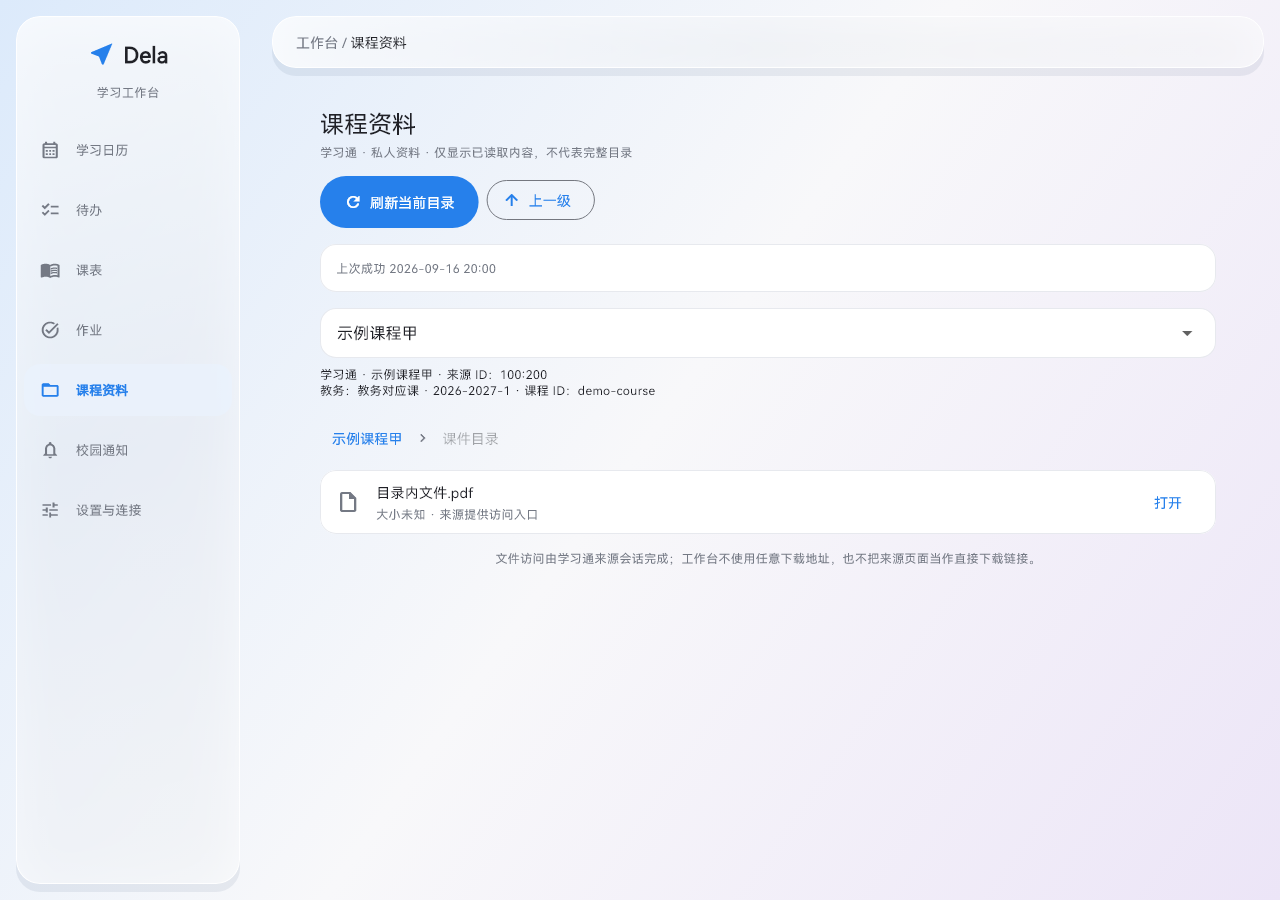 Dela
学习工作台
学习日历
待办
课表
作业
课程资料
校园通知
设置与连接
工作台 / 课程资料
课程资料
学习通 · 私人资料 · 仅显示已读取内容，不代表完整目录
刷新当前目录
上一级
上次成功 2026-09-16 20:00
示例课程甲
学习通 · 示例课程甲 · 来源 ID：100:200
教务：教务对应课 · 2026-2027-1 · 课程 ID：demo-course
示例课程甲 > 课件目录
目录内文件.pdf
大小未知 · 来源提供访问入口
打开
文件访问由学习通来源会话完成；工作台不使用任意下载地址，也不把来源页面当作直接下载链接。